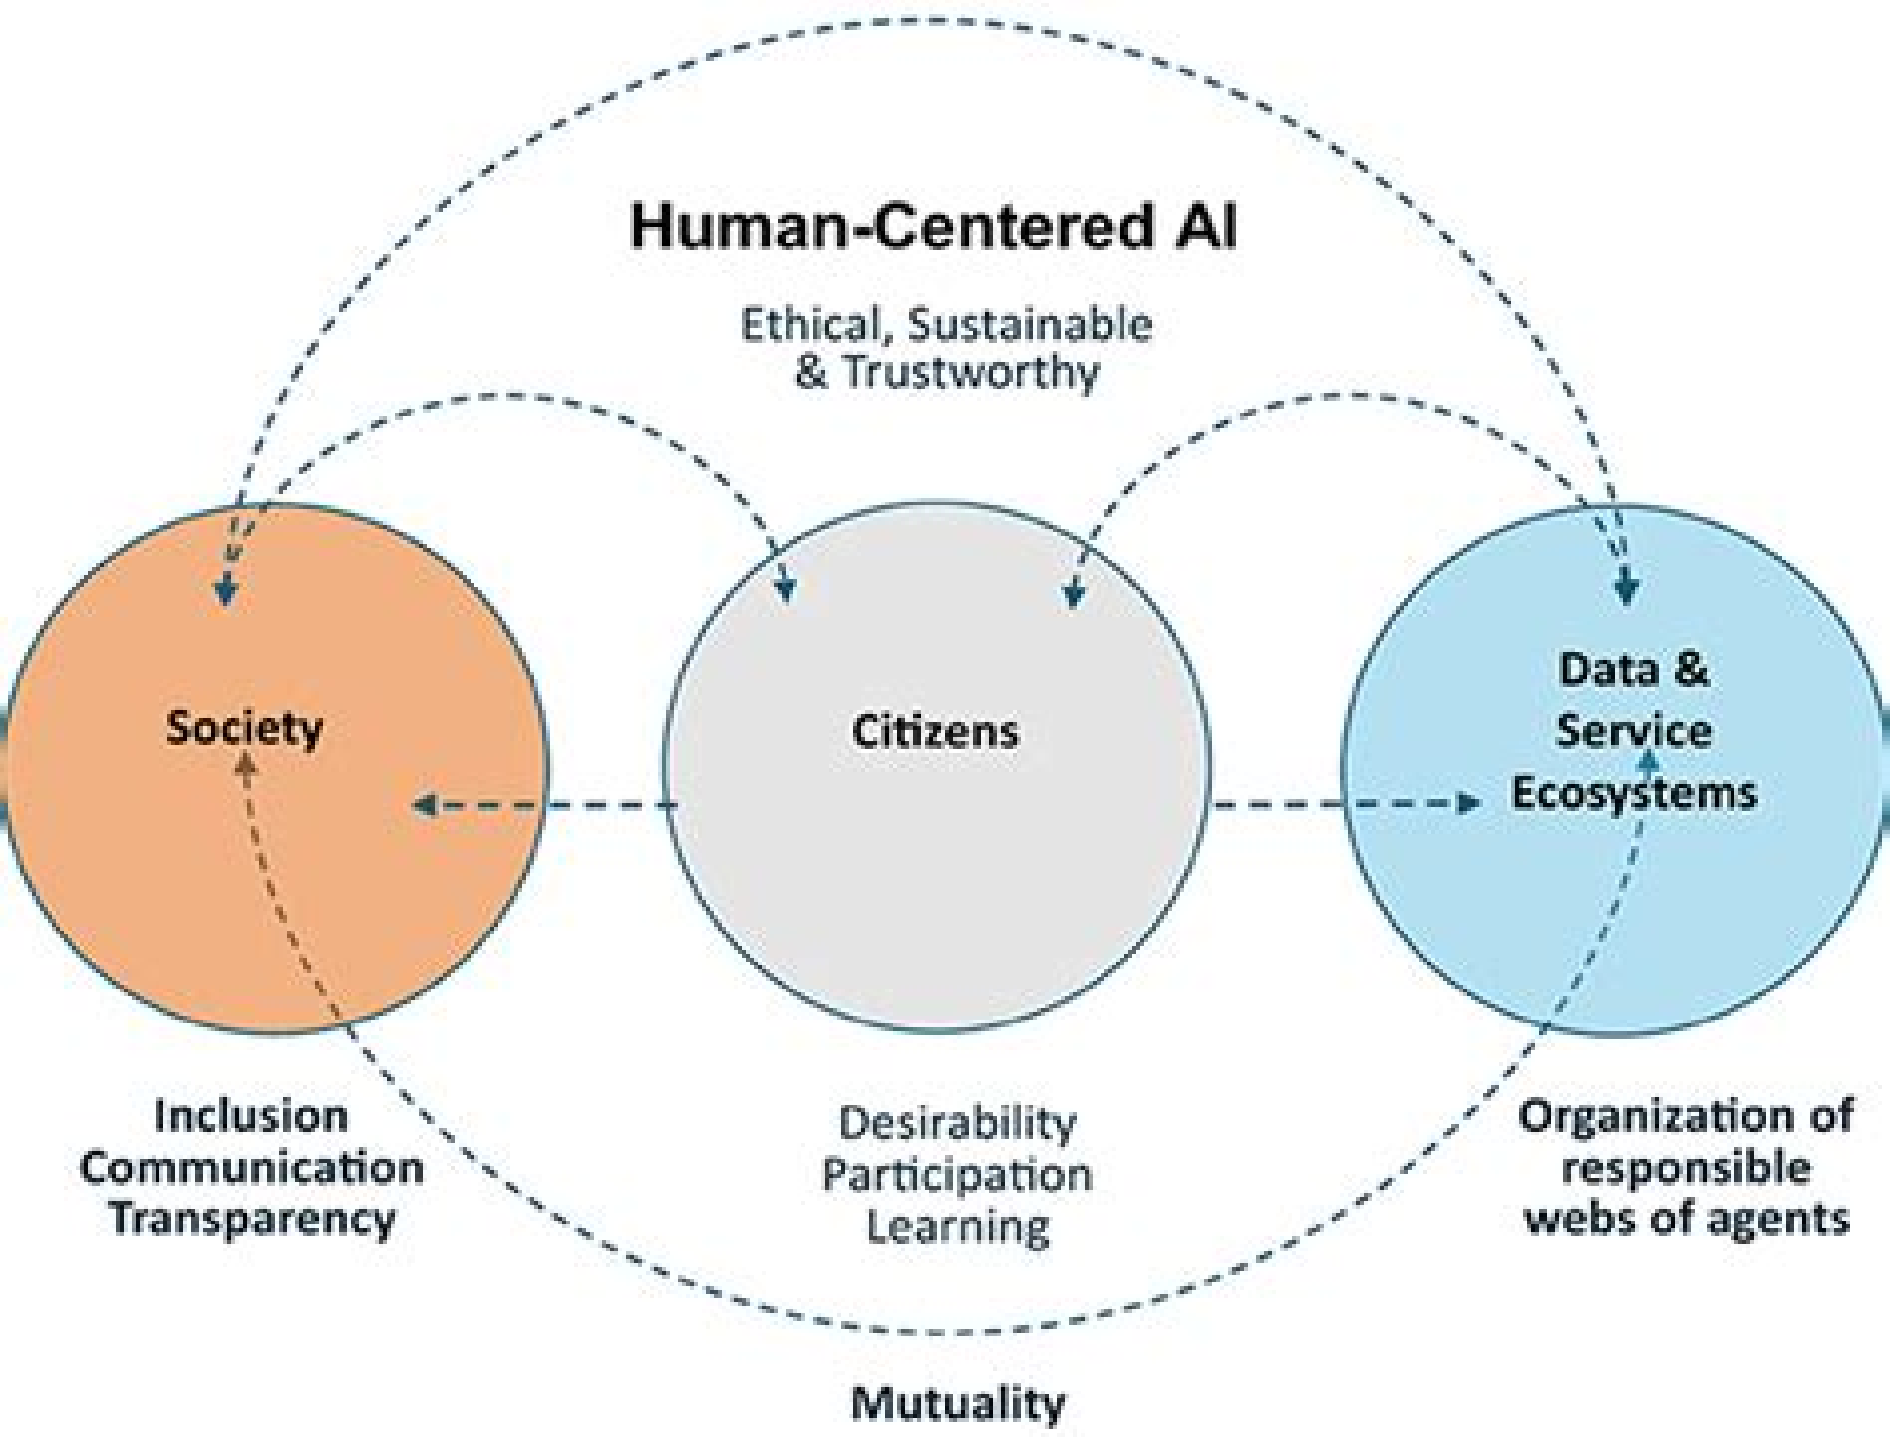 Human-Centered AI
Ethical, Sustainable
& Trustworthy
Society
Citizens
Data &
Service
Ecosystems
Inclusion
Communication
Transparency
Desirability
Participation
Learning
Organization of
responsible
webs of agents
Mutuality